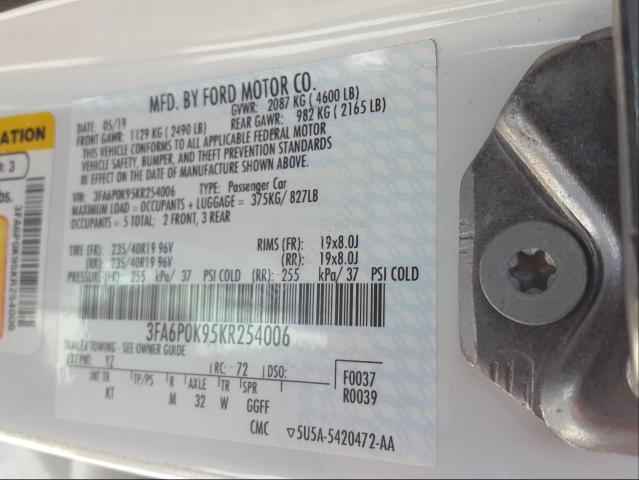 MFD. BY FORD MOTOR CO.
DATE: 05/19 GVWR: 2087 KG ( 4600 LB)
FRONT GAWR: 1129 KG ( 2490 LB) REAR GAWR: 982 KG ( 2165 LB)
THIS VEHICLE CONFORMS TO ALL APPLICABLE FEDERAL MOTOR
VEHICLE SAFETY, BUMPER, AND THEFT PREVENTION STANDARDS
IN EFFECT ON THE DATE OF MANUFACTURE SHOWN ABOVE.
VIN: 3FA6P0K95KR254006 TYPE: Passenger Car
MAXIMUM LOAD = OCCUPANTS + LUGGAGE = 375KG/ 827LB
OCCUPANTS = 5 TOTAL: 2 FRONT, 3 REAR
TIRE (FR): 235/40R19 96V RIMS (FR): 19x8.0J
(RR): 235/40R19 96V (RR): 19x8.0J
PRESSURE (FR): 255 kPa/ 37 PSI COLD (RR): 255 kPa/ 37 PSI COLD
3FA6P0K95KR254006
TRAILER TOWING - SEE OWNER GUIDE
EXT PNT: YZ RC: 72 DSO: F0037
INT TR TP/PS R AXLE TR SPR R0039
KT M 32 W GGFF
CMC ▽5U5A-5420472-AA
ATION
R: 3
bs.
3FA6P0K95KR254006